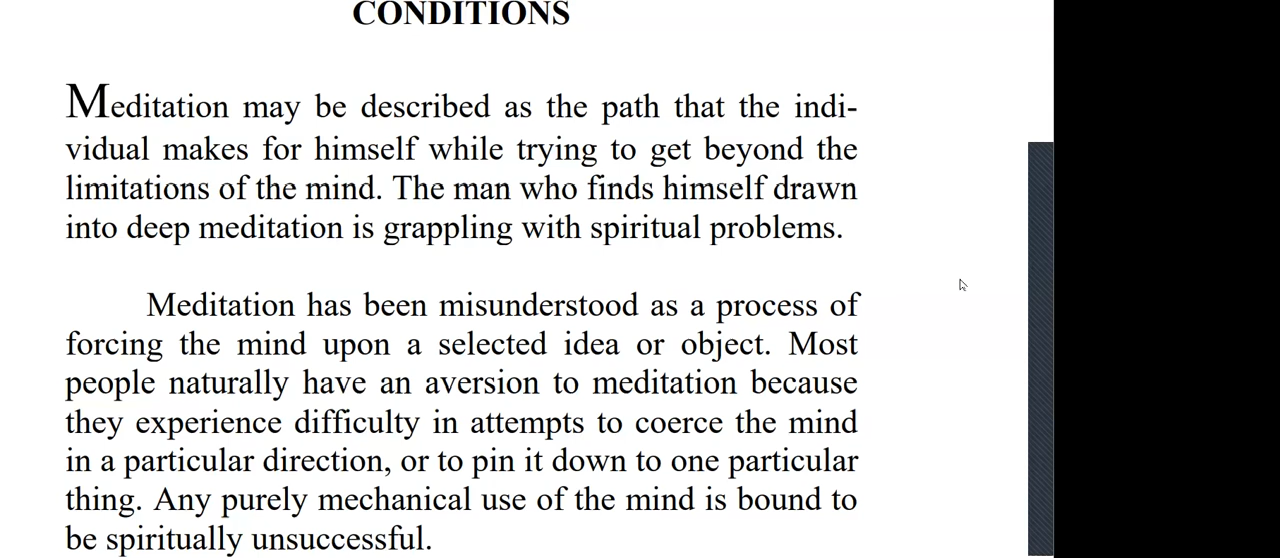 CONDITIONS
Meditation may be described as the path that the indi-
vidual makes for himself while trying to get beyond the
limitations of the mind. The man who finds himself drawn
into deep meditation is grappling with spiritual problems.
Meditation has been misunderstood as a process of
forcing the mind upon a selected idea or object. Most
people naturally have an aversion to meditation because
they experience difficulty in attempts to coerce the mind
in a particular direction, or to pin it down to one particular
thing. Any purely mechanical use of the mind is bound to
be spiritually unsuccessful.